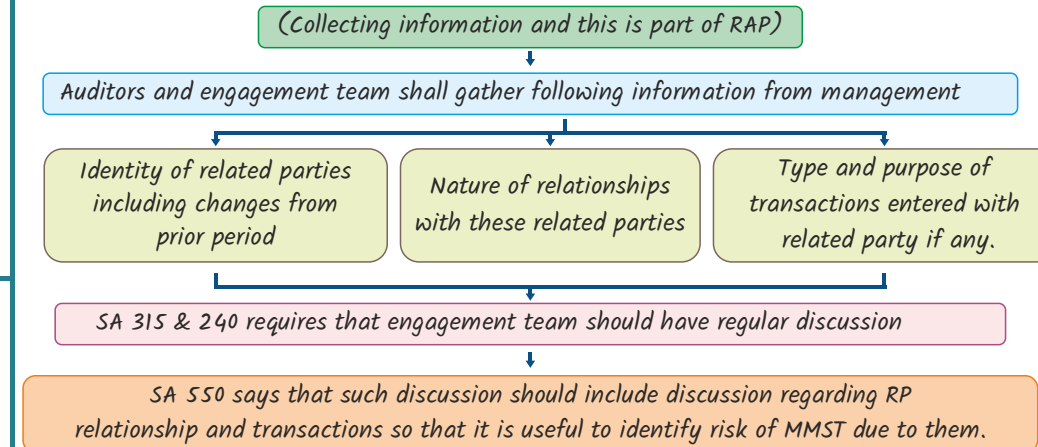 (Collecting information and this is part of RAP)
Auditors and engagement team shall gather following information from management
Identity of related parties
including changes from
prior period
Nature of relationships
with these related parties
Type and purpose of
transactions entered with
related party if any.
SA 315 & 240 requires that engagement team should have regular discussion
SA 550 says that such discussion should include discussion regarding RP
relationship and transactions so that it is useful to identify risk of MMST due to them.